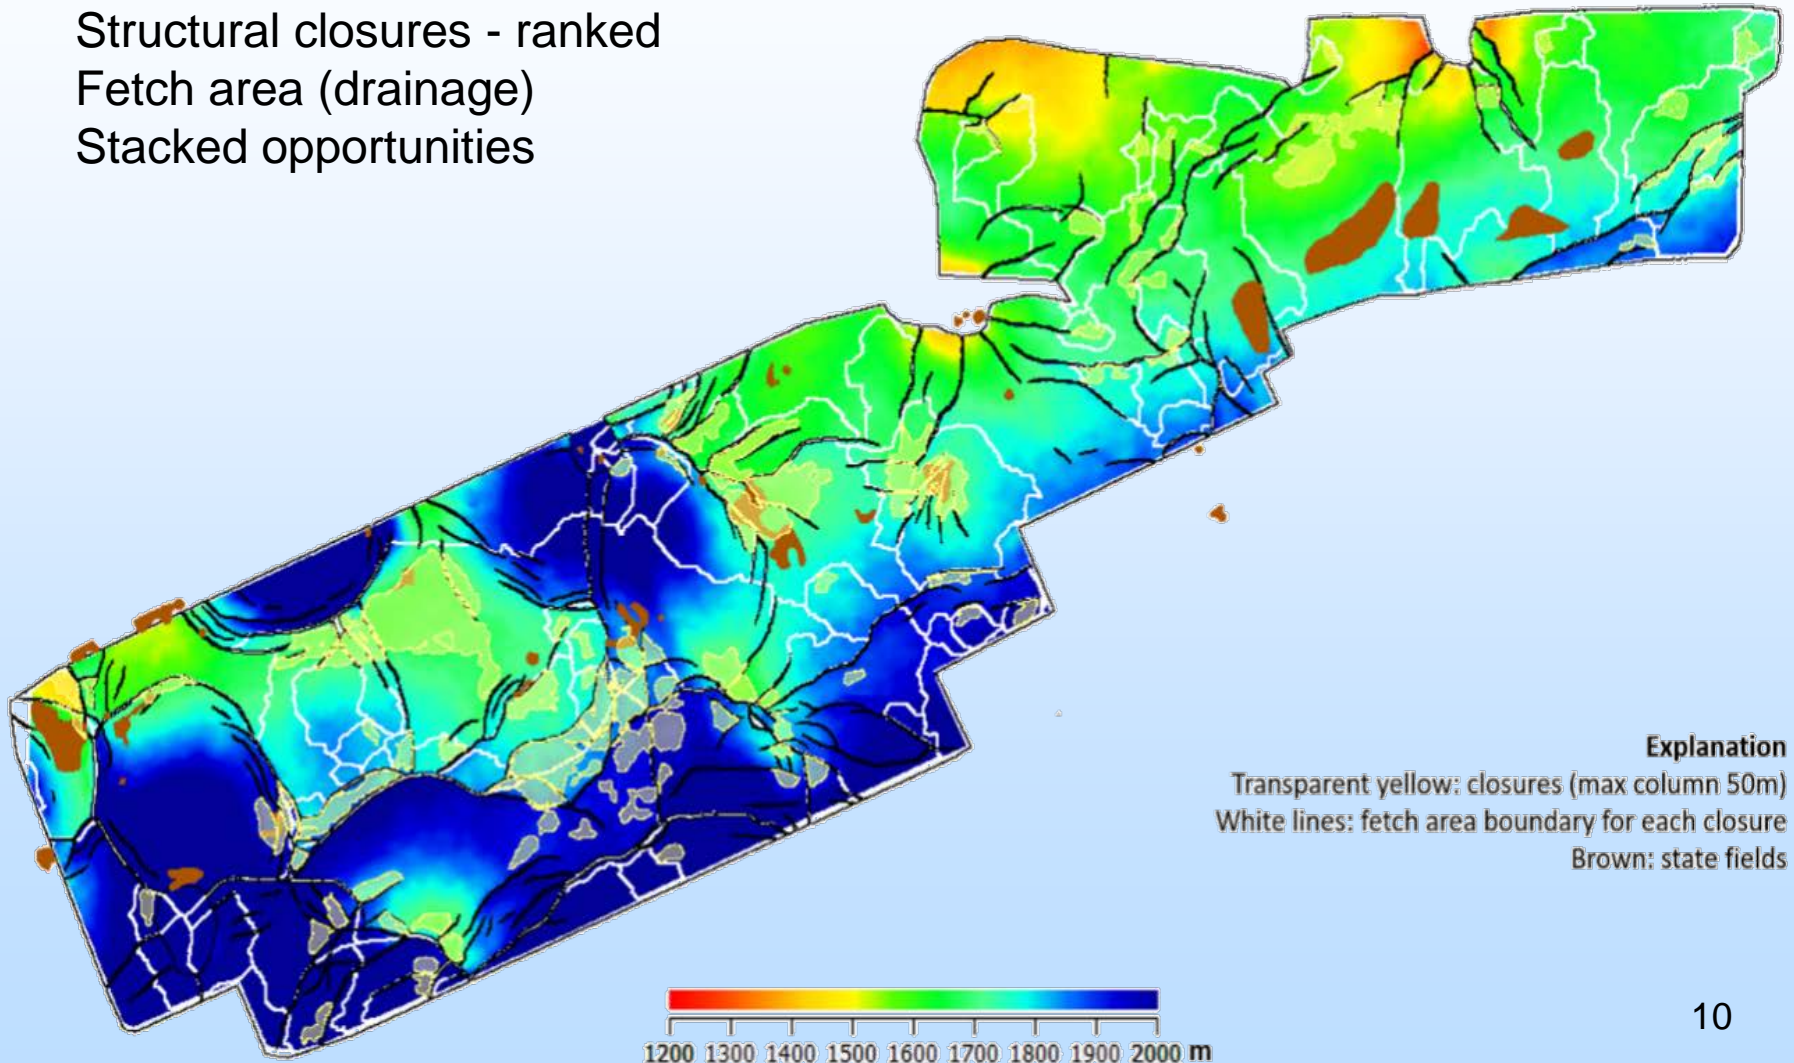 Structural closures - ranked
Fetch area (drainage)
Stacked opportunities
Explanation
Transparent yellow: closures (max column 50m)
White lines: fetch area boundary for each closure
Brown: state fields
1200 1300 1400 1500 1600 1700 1800 1900 2000 m
10